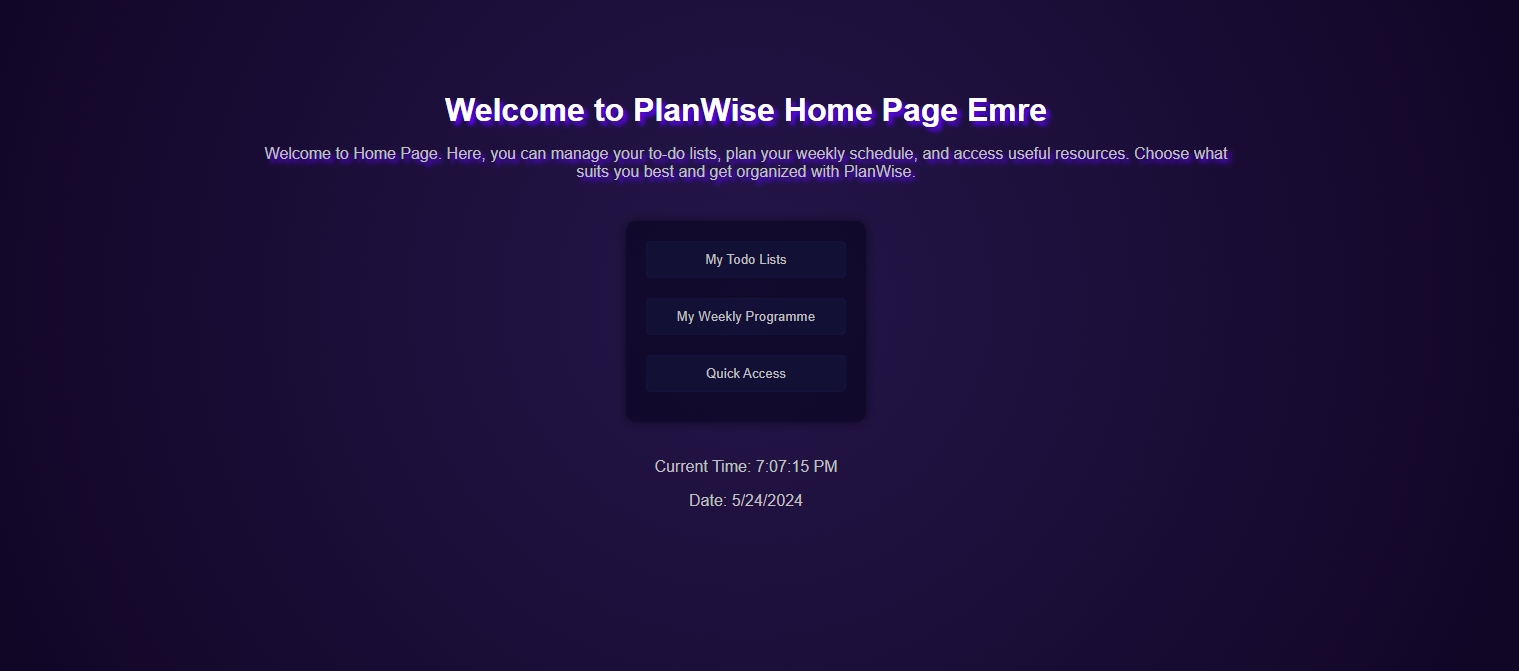 Welcome to PlanWise Home Page Emre
Welcome to Home Page. Here, you can manage your to-do lists, plan your weekly schedule, and access useful resources. Choose what
suits you best and get organized with PlanWise.
My Todo Lists
My Weekly Programme
Quick Access
Current Time: 7:07:15 PM
Date: 5/24/2024